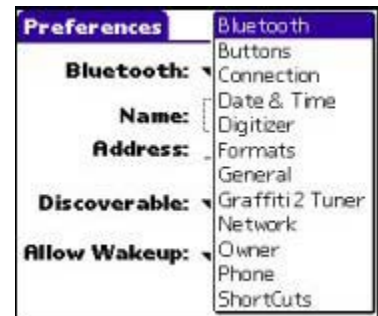 Preferences
Bluetooth:
Name:
Address:
Discoverable:
Allow Wakeup:
Bluetooth
Buttons
Connection
Date & Time
Digitizer
Formats
General
Graffiti 2 Tuner
Network
Owner
Phone
ShortCuts